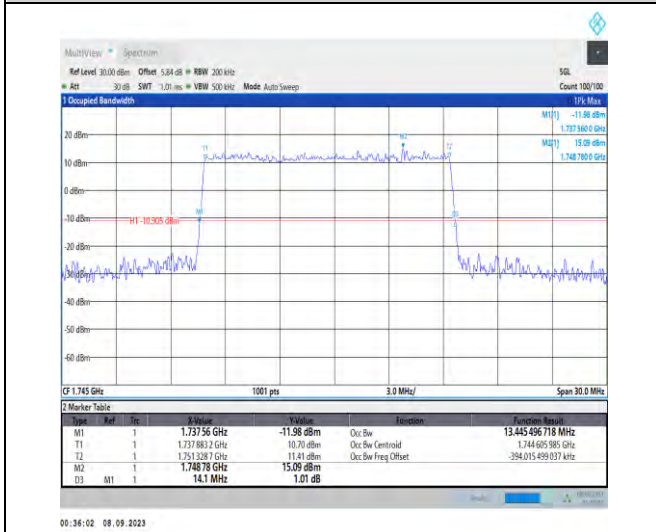 MultiView Spectrum
Ref Level 30.00 dBm Offset 5.84 dB RBW 200 kHz SGL
Att 30 dB SWT 1.01 ms VBW 500 kHz Mode Auto Sweep Count 100/100
1 Occupied Bandwidth 1Pk Max
M1[1] -11.98 dBm
1.737 560 0 GHz
M2[1] 15.09 dBm
1.748 780 0 GHz
20 dBm
T1 M2 T2
10 dBm
0 dBm
-10 dBm H1 -10.905 dBm M1 D3
-20 dBm
-30 dBm
-40 dBm
-50 dBm
-60 dBm
CF 1.745 GHz 1001 pts 3.0 MHz/ Span 30.0 MHz
2 Marker Table
Type Ref Trc X-Value Y-Value Function Function Result
M1 1 1.737 56 GHz -11.98 dBm Occ Bw 13.445 496 718 MHz
T1 1 1.737 883 2 GHz 10.70 dBm Occ Bw Centroid 1.744 605 985 GHz
T2 1 1.751 328 7 GHz 11.41 dBm Occ Bw Freq Offset -394.015 499 037 kHz
M2 1 1.748 78 GHz 15.09 dBm
D3 M1 1 14.1 MHz 1.01 dB
00:36:02 08.09.2023